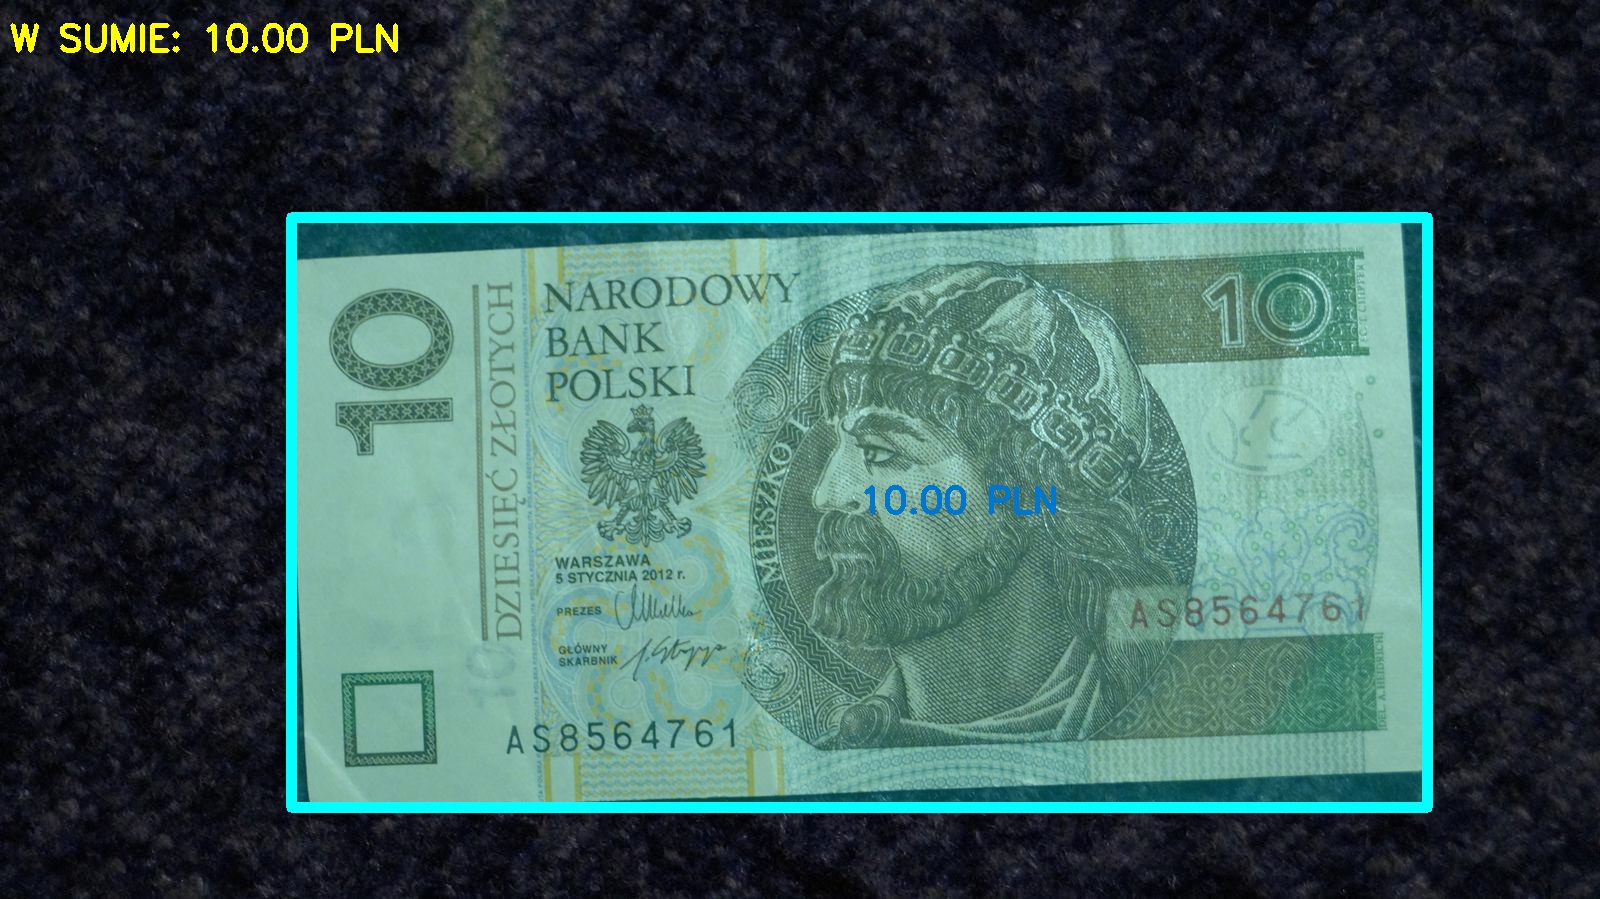 W SUMIE: 10.00 PLN
10
DZIESIĘĆ ZŁOTYCH
NARODOWY
BANK
POLSKI
10
MIESZKO I
10.00 PLN
WARSZAWA
5 STYCZNIA 2012 r.
PREZES
GŁÓWNY
SKARBNIK
AS8564761
AS8564761